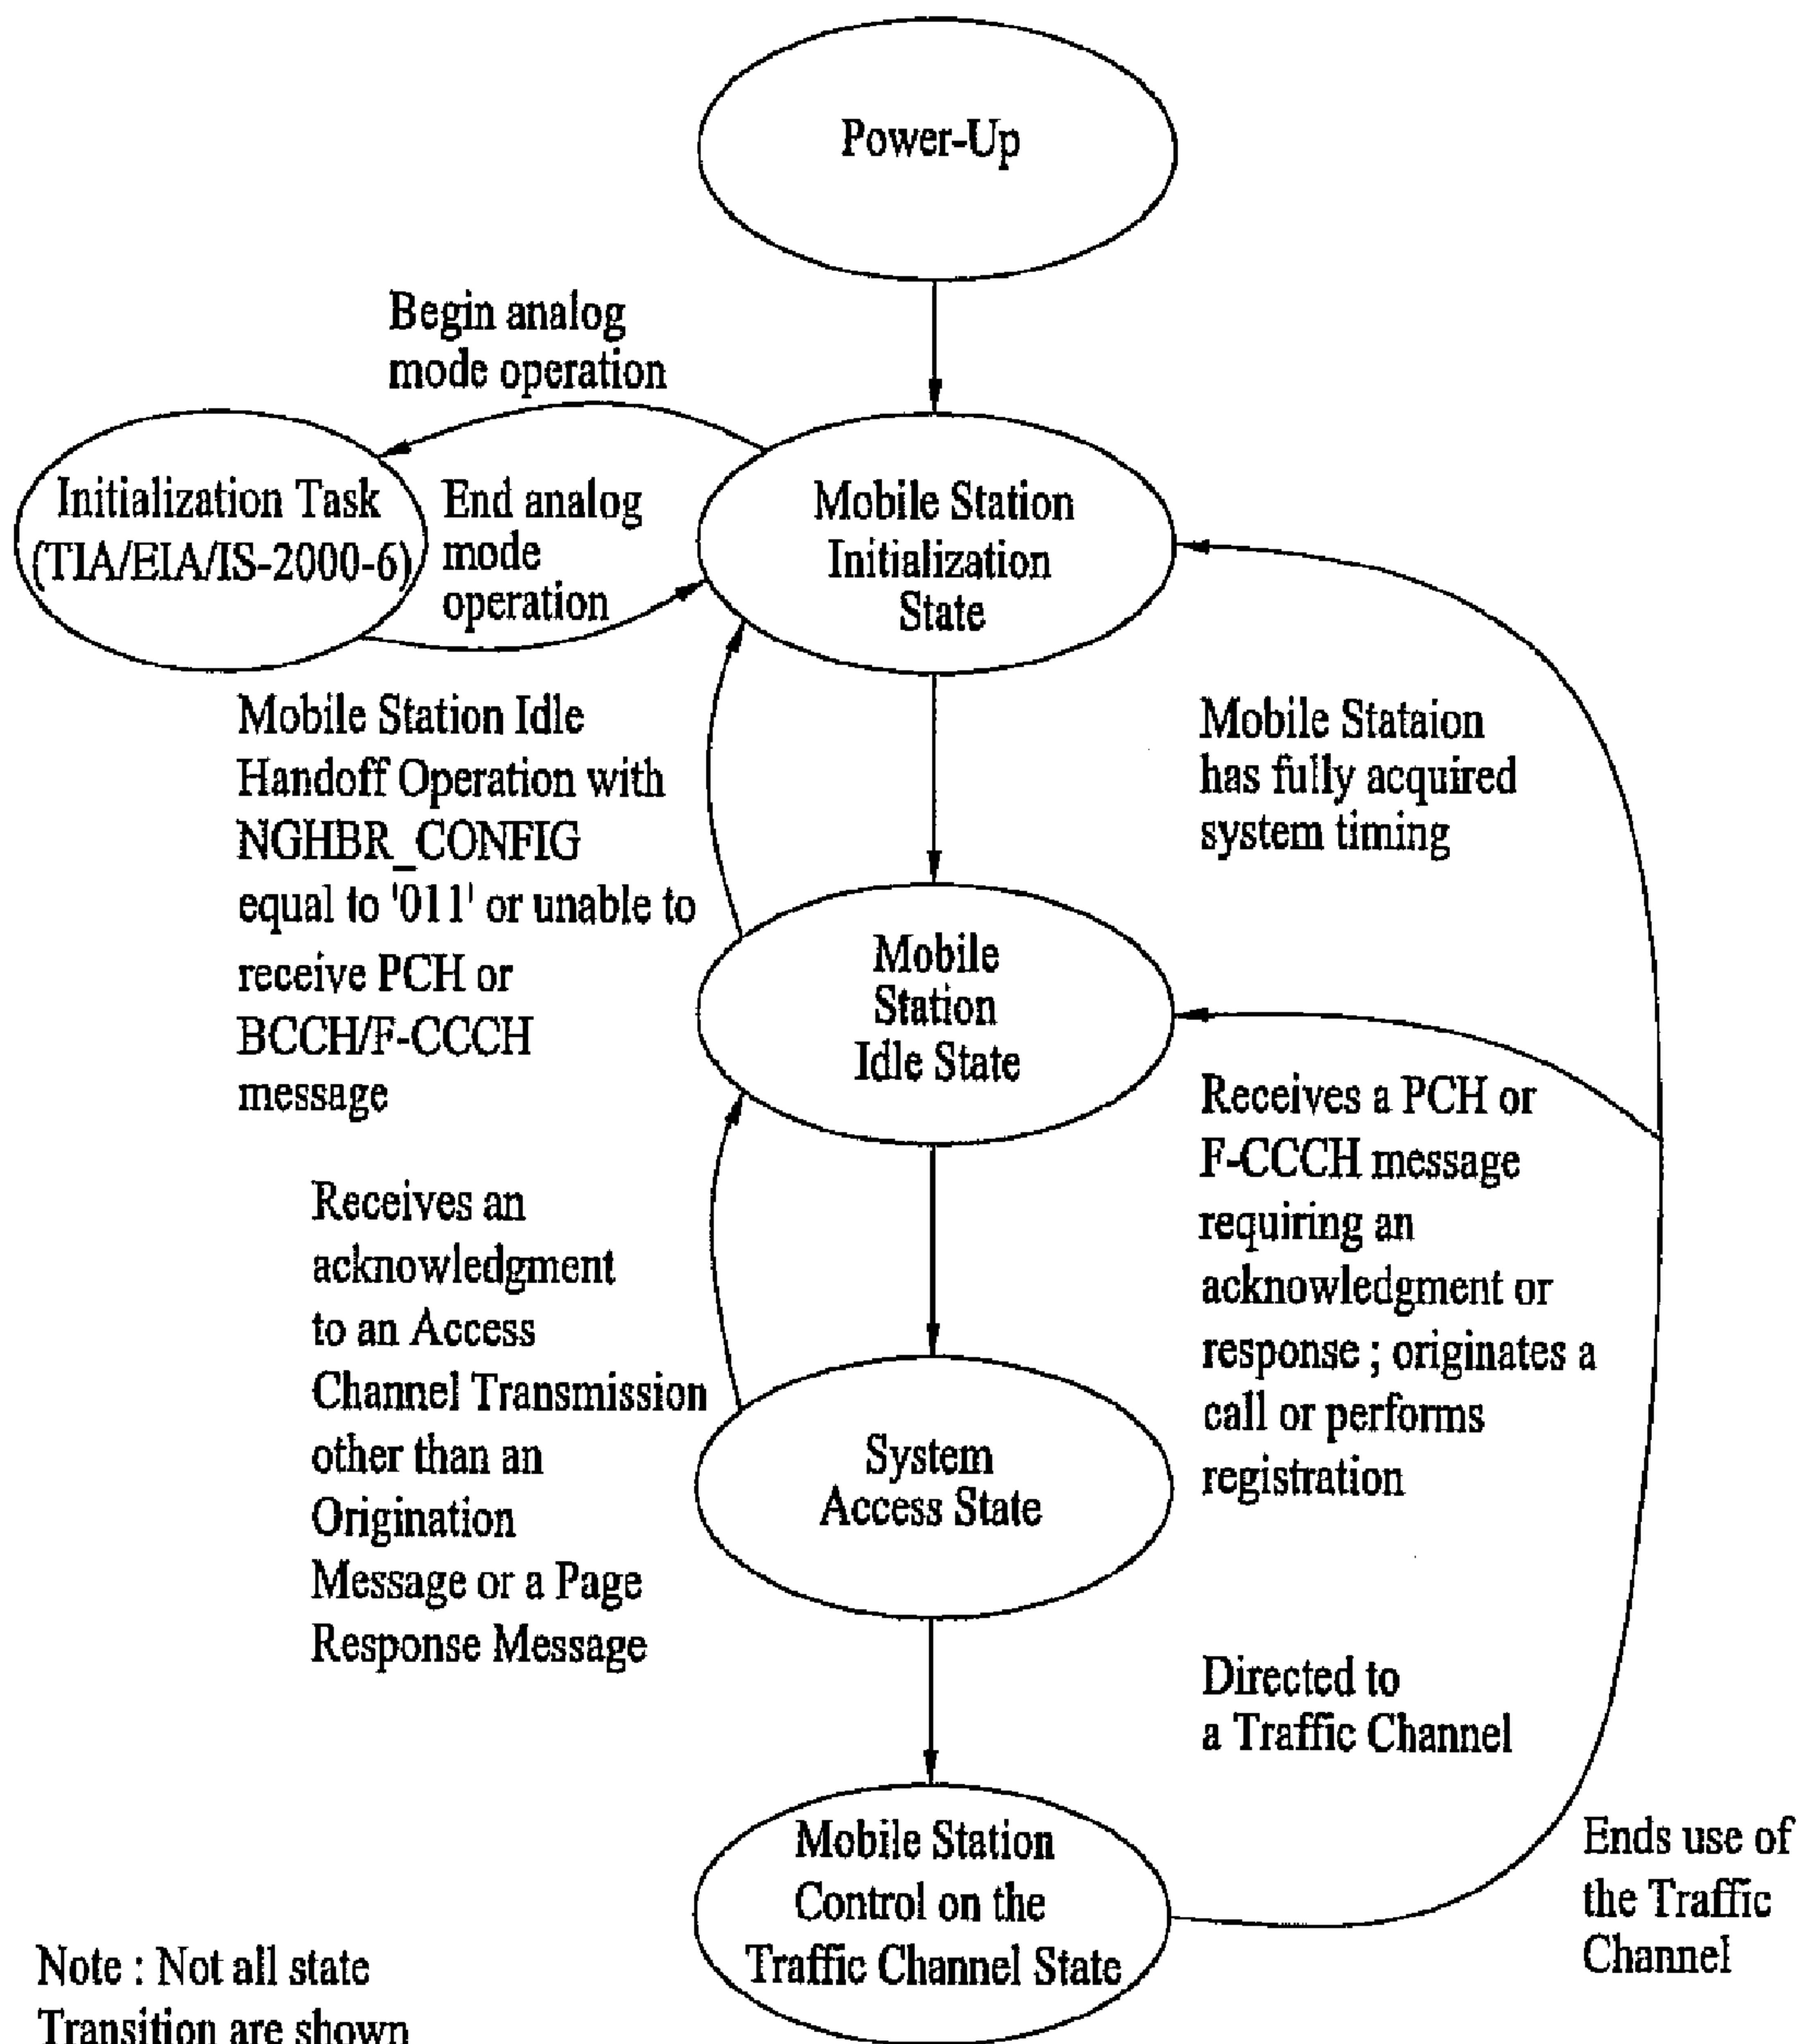 Power-Up
Begin analog
mode operation
Initialization Task
(TIA/EIA/IS-2000-6)
End analog
mode
operation
Mobile Station
Initialization
State
Mobile Station Idle
Handoff Operation with
NGHBR_CONFIG
equal to '011' or unable to
receive PCH or
BCCH/F-CCCH
message
Mobile Stataion
has fully acquired
system timing
Mobile
Station
Idle State
Receives an
acknowledgment
to an Access
Channel Transmission
other than an
Origination
Message or a Page
Response Message
Receives a PCH or
F-CCCH message
requiring an
acknowledgment or
response ; originates a
call or performs
registration
System
Access State
Directed to
a Traffic Channel
Mobile Station
Control on the
Traffic Channel State
Ends use of
the Traffic
Channel
Note : Not all state
Transition are shown